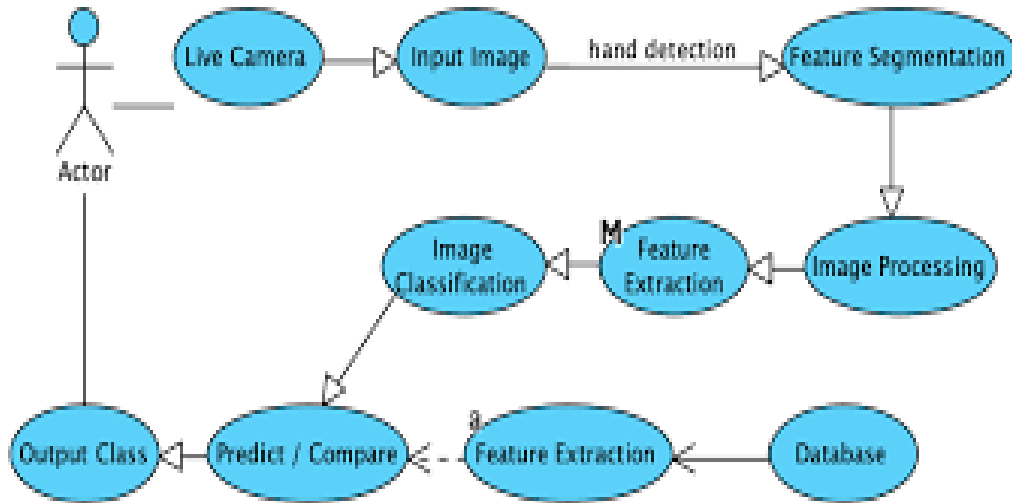 Live Camera
Input Image
hand detection
Feature Segmentation
Actor
Image
Classification
M
Feature
Extraction
Image Processing
Output Class
Predict / Compare
a
Feature Extraction
Database